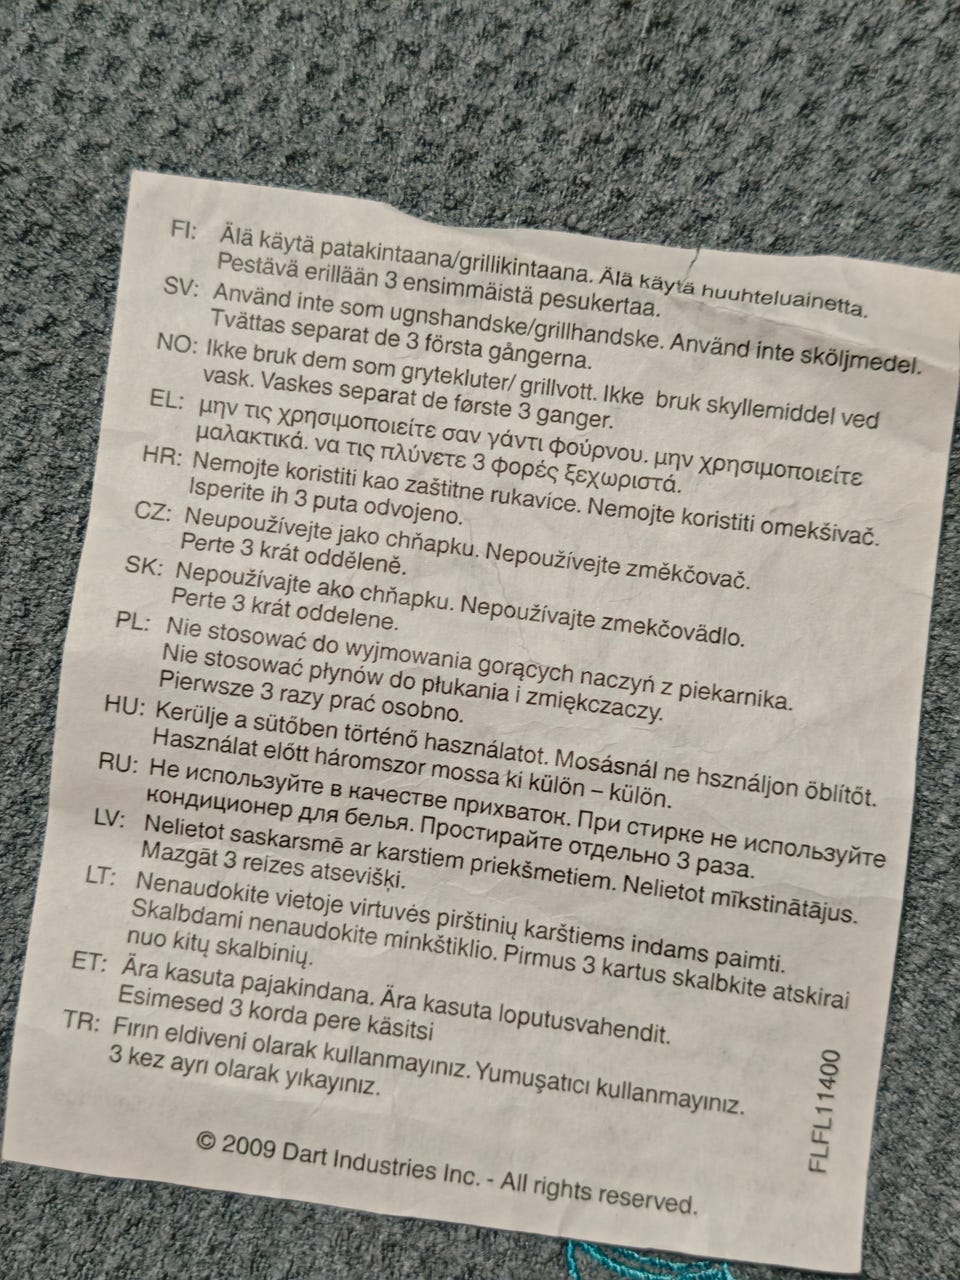 FI: Älä käytä patakintaana/grillikintaana. Älä käytä huuhteluainetta.
Pestävä erillään 3 ensimmäistä pesukertaa.
SV: Använd inte som ugnshandske/grillhandske. Använd inte sköljmedel.
Tvättas separat de 3 första gångerna.
NO: Ikke bruk dem som grytekluter/ grillvott. Ikke bruk skyllemiddel ved
vask. Vaskes separat de første 3 ganger.
EL: μην τις χρησιμοποιείτε σαν γάντι φούρνου. μην χρησιμοποιείτε
μαλακτικά. να τις πλύνετε 3 φορές ξεχωριστά.
HR: Nemojte koristiti kao zaštitne rukavice. Nemojte koristiti omekšivač.
Isperite ih 3 puta odvojeno.
CZ: Neupoužívejte jako chňapku. Nepoužívejte změkčovač.
Perte 3 krát odděleně.
SK: Nepoužívajte ako chňapku. Nepoužívajte zmekčovädlo.
Perte 3 krát oddelene.
PL: Nie stosować do wyjmowania gorących naczyń z piekarnika.
Nie stosować płynów do płukania i zmiękczaczy.
Pierwsze 3 razy prać osobno.
HU: Kerülje a sütőben történő használatot. Mosásnál ne hsználjon öblítőt.
Használat előtt háromszor mossa ki külön – külön.
RU: Не используйте в качестве прихваток. При стирке не используйте
кондиционер для белья. Простирайте отдельно 3 раза.
LV: Nelietot saskarsmē ar karstiem priekšmetiem. Nelietot mīkstinātājus.
Mazgāt 3 reizes atsevišķi.
LT: Nenaudokite vietoje virtuvės pirštinių karštiems indams paimti.
Skalbdami nenaudokite minkštiklio. Pirmus 3 kartus skalbkite atskirai
nuo kitų skalbinių.
ET: Ära kasuta pajakindana. Ära kasuta loputusvahendit.
Esimesed 3 korda pere käsitsi
TR: Fırın eldiveni olarak kullanmayınız. Yumuşatıcı kullanmayınız.
3 kez ayrı olarak yıkayınız.
FLFL11400
© 2009 Dart Industries Inc. - All rights reserved.